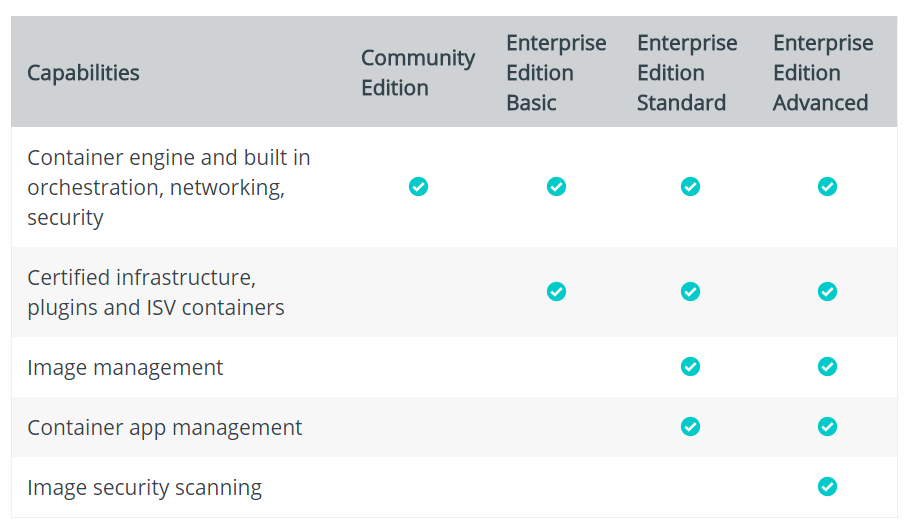 Capabilities
Community
Edition
Enterprise
Edition
Basic
Enterprise
Edition
Standard
Enterprise
Edition
Advanced
Container engine and built in
orchestration, networking,
security
Certified infrastructure,
plugins and ISV containers
Image management
Container app management
Image security scanning